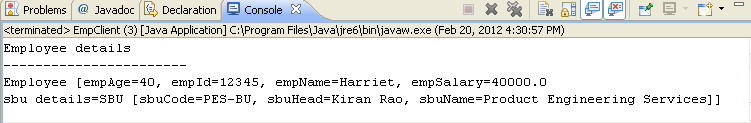 Problems @ Javadoc Declaration Console
<terminated> EmpClient (3) [Java Application] C:\Program Files\Java\jre6\bin\javaw.exe (Feb 20, 2012 4:30:57 PM)
Employee details
-----------------------
Employee [empAge=40, empId=12345, empName=Harriet, empSalary=40000.0
sbu details=SBU [sbuCode=PES-BU, sbuHead=Kiran Rao, sbuName=Product Engineering Services]]